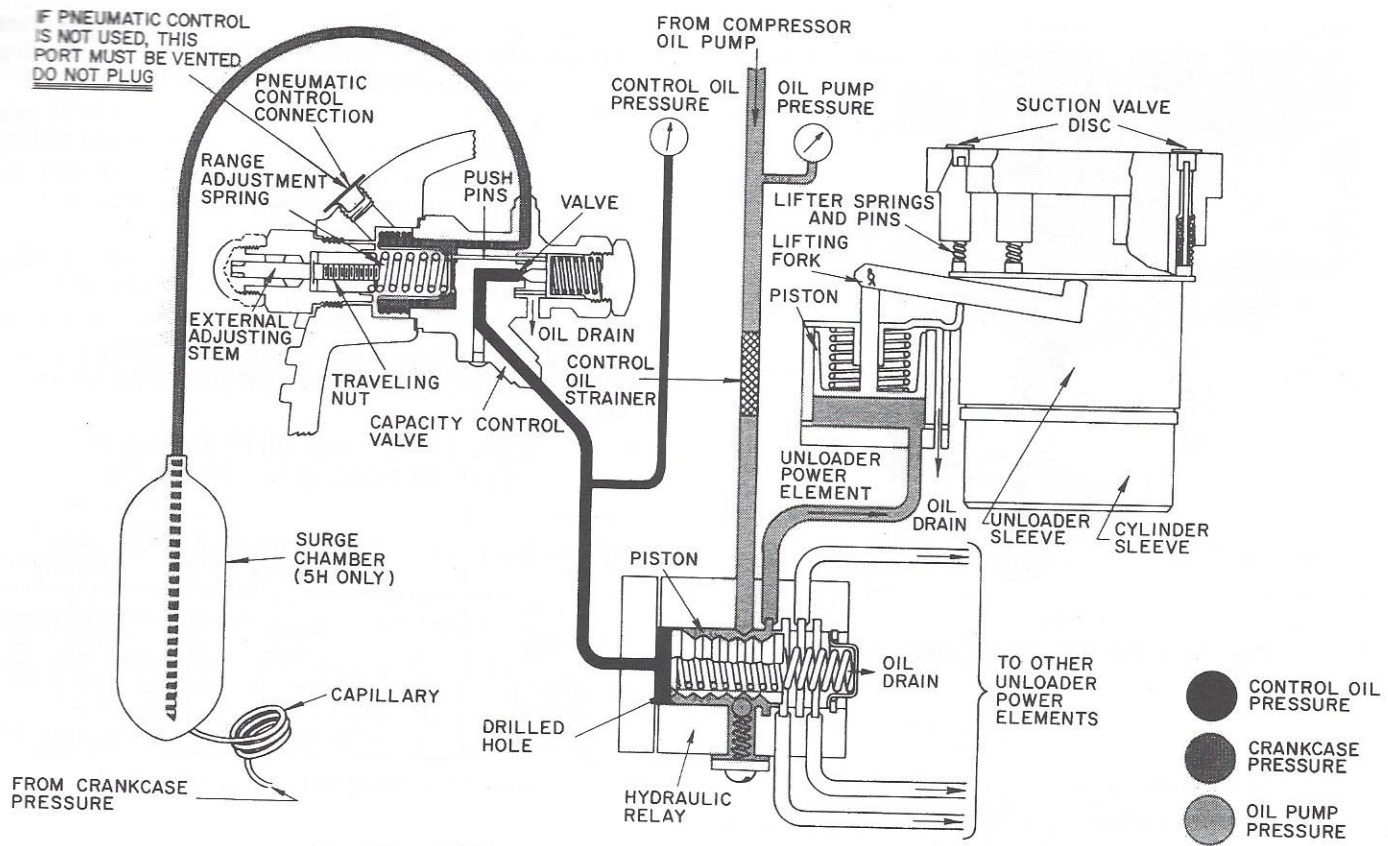 IF PNEUMATIC CONTROL
IS NOT USED, THIS
PORT MUST BE VENTED
DO NOT PLUG
PNEUMATIC
CONTROL
CONNECTION
RANGE
ADJUSTMENT
SPRING
PUSH
PINS
VALVE
EXTERNAL
ADJUSTING
STEM
TRAVELING
NUT
OIL DRAIN
CAPACITY CONTROL
VALVE
CONTROL OIL
PRESSURE
FROM COMPRESSOR
OIL PUMP
OIL PUMP
PRESSURE
SUCTION VALVE
DISC
LIFTER SPRINGS
AND PINS
LIFTING
FORK
PISTON
CONTROL
OIL
STRAINER
UNLOADER
POWER
ELEMENT
OIL
DRAIN
UNLOADER
SLEEVE
CYLINDER
SLEEVE
SURGE
CHAMBER
(5H ONLY)
CAPILLARY
FROM CRANKCASE
PRESSURE
PISTON
DRILLED
HOLE
HYDRAULIC
RELAY
OIL
DRAIN
TO OTHER
UNLOADER
POWER
ELEMENTS
CONTROL OIL
PRESSURE
CRANKCASE
PRESSURE
OIL PUMP
PRESSURE